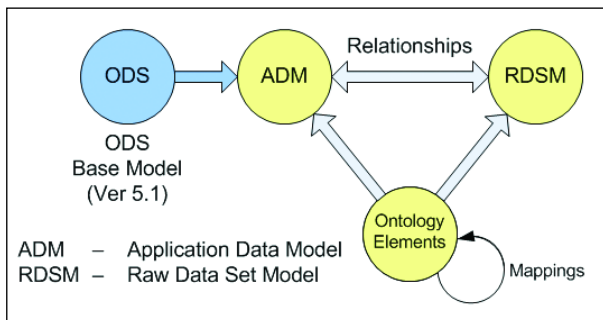 Relationships
ODS
ADM
RDSM
ODS
Base Model
(Ver 5.1)
Ontology
Elements
Mappings
ADM – Application Data Model
RDSM – Raw Data Set Model